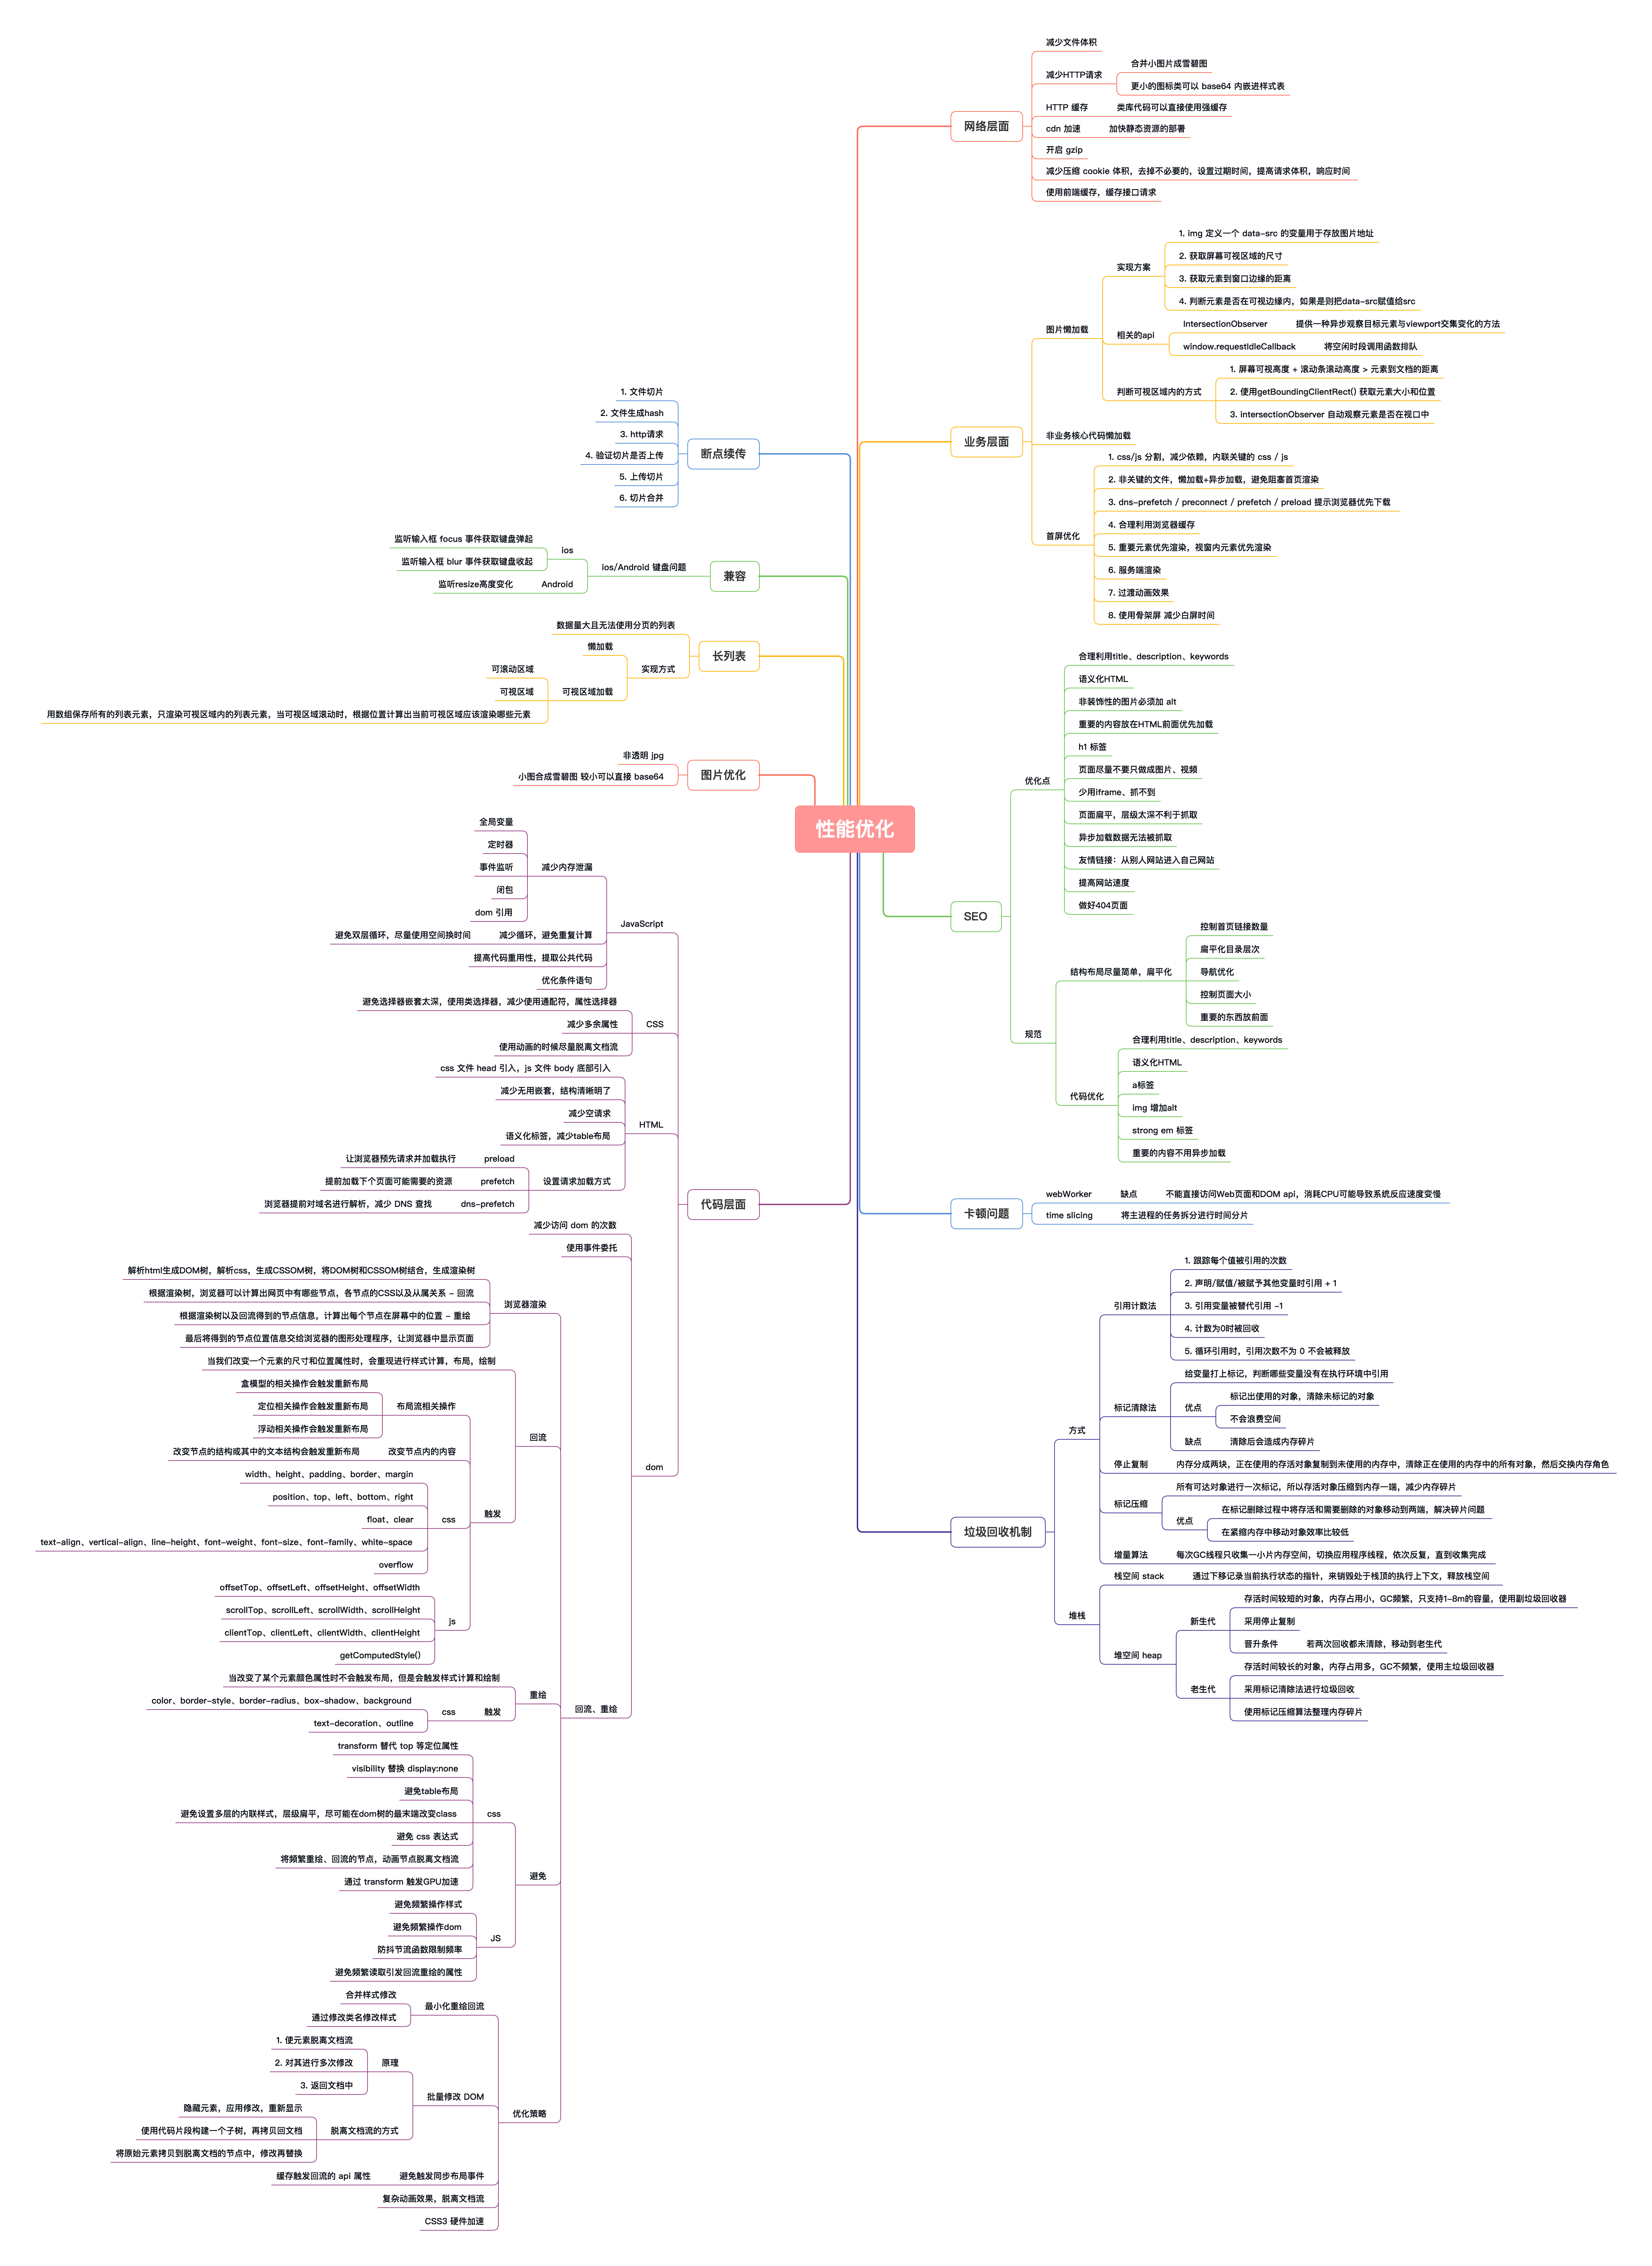 性能优化
网络层面
减少文件体积
减少HTTP请求
合并小图片成雪碧图
更小的图标类可以 base64 内嵌进样式表
HTTP 缓存
类库代码可以直接使用强缓存
cdn 加速
加快静态资源的部署
开启 gzip
减少压缩 cookie 体积，去掉不必要的，设置过期时间，提高请求体积，响应时间
使用前端缓存，缓存接口请求
业务层面
图片懒加载
实现方案
1. img 定义一个 data-src 的变量用于存放图片地址
2. 获取屏幕可视区域的尺寸
3. 获取元素到窗口边缘的距离
4. 判断元素是否在可视边缘内，如果是则把data-src赋值给src
相关的api
IntersectionObserver
提供一种异步观察目标元素与viewport交集变化的方法
window.requestIdleCallback
将空闲时段调用函数排队
判断可视区域内的方式
1. 屏幕可视高度 + 滚动条滚动高度 > 元素到文档的距离
2. 使用getBoundingClientRect() 获取元素大小和位置
3. intersectionObserver 自动观察元素是否在视口中
非业务核心代码懒加载
首屏优化
1. css/js 分割，减少依赖，内联关键的 css / js
2. 非关键的文件，懒加载+异步加载，避免阻塞首页渲染
3. dns-prefetch / preconnect / prefetch / preload 提示浏览器优先下载
4. 合理利用浏览器缓存
5. 重要元素优先渲染，视窗内元素优先渲染
6. 服务端渲染
7. 过渡动画效果
8. 使用骨架屏 减少白屏时间
SEO
优化点
合理利用title、description、keywords
语义化HTML
非装饰性的图片必须加 alt
重要的内容放在HTML前面优先加载
h1 标签
页面尽量不要只做成图片、视频
少用iframe、抓不到
页面扁平，层级太深不利于抓取
异步加载数据无法被抓取
友情链接：从别人网站进入自己网站
提高网站速度
做好404页面
规范
结构布局尽量简单，扁平化
控制首页链接数量
扁平化目录层次
导航优化
控制页面大小
重要的东西放前面
代码优化
合理利用title、description、keywords
语义化HTML
a标签
img 增加alt
strong em 标签
重要的内容不用异步加载
卡顿问题
webWorker
缺点
不能直接访问Web页面和DOM api，消耗CPU可能导致系统反应速度变慢
time slicing
将主进程的任务拆分进行时间分片
垃圾回收机制
方式
引用计数法
1. 跟踪每个值被引用的次数
2. 声明/赋值/被赋予其他变量时引用 + 1
3. 引用变量被替代引用 -1
4. 计数为0时被回收
5. 循环引用时，引用次数不为 0 不会被释放
标记清除法
给变量打上标记，判断哪些变量没有在执行环境中引用
优点
标记出使用的对象，清除未标记的对象
不会浪费空间
缺点
清除后会造成内存碎片
停止复制
内存分成两块，正在使用的存活对象复制到未使用的内存中，清除正在使用的内存中的所有对象，然后交换内存角色
标记压缩
所有可达对象进行一次标记，所以存活对象压缩到内存一端，减少内存碎片
优点
在标记删除过程中将存活和需要删除的对象移动到两端，解决碎片问题
在紧缩内存中移动对象效率比较低
增量算法
每次GC线程只收集一小片内存空间，切换应用程序线程，依次反复，直到收集完成
堆栈
栈空间 stack
通过下移记录当前执行状态的指针，来销毁处于栈顶的执行上下文，释放栈空间
堆空间 heap
新生代
存活时间较短的对象，内存占用小，GC频繁，只支持1-8m的容量，使用副垃圾回收器
采用停止复制
晋升条件
若两次回收都未清除，移动到老生代
老生代
存活时间较长的对象，内存占用多，GC不频繁，使用主垃圾回收器
采用标记清除法进行垃圾回收
使用标记压缩算法整理内存碎片
断点续传
1. 文件切片
2. 文件生成hash
3. http请求
4. 验证切片是否上传
5. 上传切片
6. 切片合并
兼容
ios/Android 键盘问题
ios
监听输入框 focus 事件获取键盘弹起
监听输入框 blur 事件获取键盘收起
Android
监听resize高度变化
长列表
数据量大且无法使用分页的列表
实现方式
懒加载
可视区域加载
可滚动区域
可视区域
用数组保存所有的列表元素，只渲染可视区域内的列表元素，当可视区域滚动时，根据位置计算出当前可视区域应该渲染哪些元素
图片优化
非透明 jpg
小图合成雪碧图 较小可以直接 base64
代码层面
JavaScript
减少内存泄漏
全局变量
定时器
事件监听
闭包
dom 引用
减少循环，避免重复计算
避免双层循环，尽量使用空间换时间
提高代码重用性，提取公共代码
优化条件语句
CSS
避免选择器嵌套太深，使用类选择器，减少使用通配符，属性选择器
减少多余属性
使用动画的时候尽量脱离文档流
HTML
css 文件 head 引入，js 文件 body 底部引入
减少无用嵌套，结构清晰明了
减少空请求
语义化标签，减少table布局
设置请求加载方式
preload
让浏览器预先请求并加载执行
prefetch
提前加载下个页面可能需要的资源
dns-prefetch
浏览器提前对域名进行解析，减少 DNS 查找
dom
减少访问 dom 的次数
使用事件委托
回流、重绘
浏览器渲染
解析html生成DOM树，解析css，生成CSSOM树，将DOM树和CSSOM树结合，生成渲染树
根据渲染树，浏览器可以计算出网页中有哪些节点，各节点的CSS以及从属关系 - 回流
根据渲染树以及回流得到的节点信息，计算出每个节点在屏幕中的位置 - 重绘
最后将得到的节点位置信息交给浏览器的图形处理程序，让浏览器中显示页面
回流
当我们改变一个元素的尺寸和位置属性时，会重现进行样式计算，布局，绘制
触发
布局流相关操作
盒模型的相关操作会触发重新布局
定位相关操作会触发重新布局
浮动相关操作会触发重新布局
改变节点内的内容
改变节点的结构或其中的文本结构会触发重新布局
css
width、height、padding、border、margin
position、top、left、bottom、right
float、clear
text-align、vertical-align、line-height、font-weight、font-size、font-family、white-space
overflow
js
offsetTop、offsetLeft、offsetHeight、offsetWidth
scrollTop、scrollLeft、scrollWidth、scrollHeight
clientTop、clientLeft、clientWidth、clientHeight
getComputedStyle()
重绘
当改变了某个元素颜色属性时不会触发布局，但是会触发样式计算和绘制
触发
css
color、border-style、border-radius、box-shadow、background
text-decoration、outline
避免
css
transform 替代 top 等定位属性
visibility 替换 display:none
避免table布局
避免设置多层的内联样式，层级扁平，尽可能在dom树的最末端改变class
避免 css 表达式
将频繁重绘、回流的节点，动画节点脱离文档流
通过 transform 触发GPU加速
JS
避免频繁操作样式
避免频繁操作dom
防抖节流函数限制频率
避免频繁读取引发回流重绘的属性
优化策略
最小化重绘回流
合并样式修改
通过修改类名修改样式
批量修改 DOM
原理
1. 使元素脱离文档流
2. 对其进行多次修改
3. 返回文档中
脱离文档流的方式
隐藏元素，应用修改，重新显示
使用代码片段构建一个子树，再拷贝回文档
将原始元素拷贝到脱离文档的节点中，修改再替换
避免触发同步布局事件
缓存触发回流的 api 属性
复杂动画效果，脱离文档流
CSS3 硬件加速